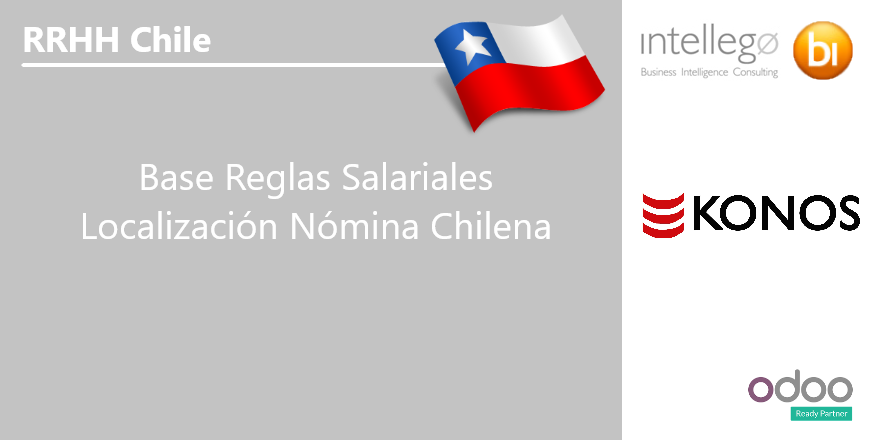 RRHH Chile
Base Reglas Salariales
Localización Nómina Chilena
intellegø
Business Intelligence Consulting
bi
KONOS
odoo
Ready Partner